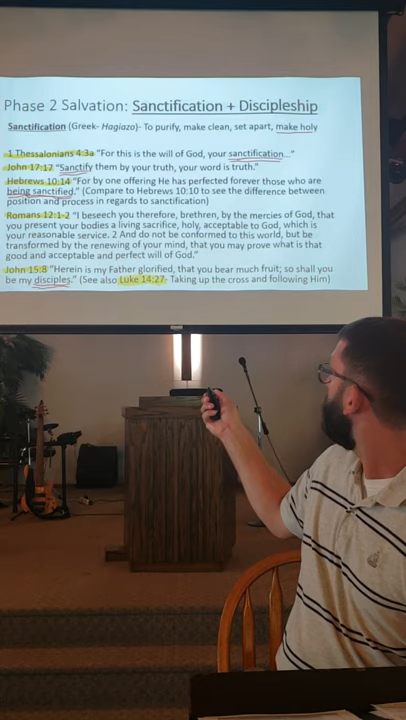 Phase 2 Salvation: Sanctification + Discipleship
Sanctification (Greek- Hagiazo)- To purify, make clean, set apart, make holy
1 Thessalonians 4:3a "For this is the will of God, your sanctification..."
John 17:17 "Sanctify them by your truth, your word is truth."
Hebrews 10:14 "For by one offering He has perfected forever those who are
being sanctified." (Compare to Hebrews 10:10 to see the difference between
position and process in regards to sanctification)
Romans 12:1-2 "I beseech you therefore, brethren, by the mercies of God, that
you present your bodies a living sacrifice, holy, acceptable to God, which is
your reasonable service. 2 And do not be conformed to this world, but be
transformed by the renewing of your mind, that you may prove what is that
good and acceptable and perfect will of God."
John 15:8 "Herein is my Father glorified, that you bear much fruit; so shall you
be my disciples." (See also Luke 14:27- Taking up the cross and following Him)